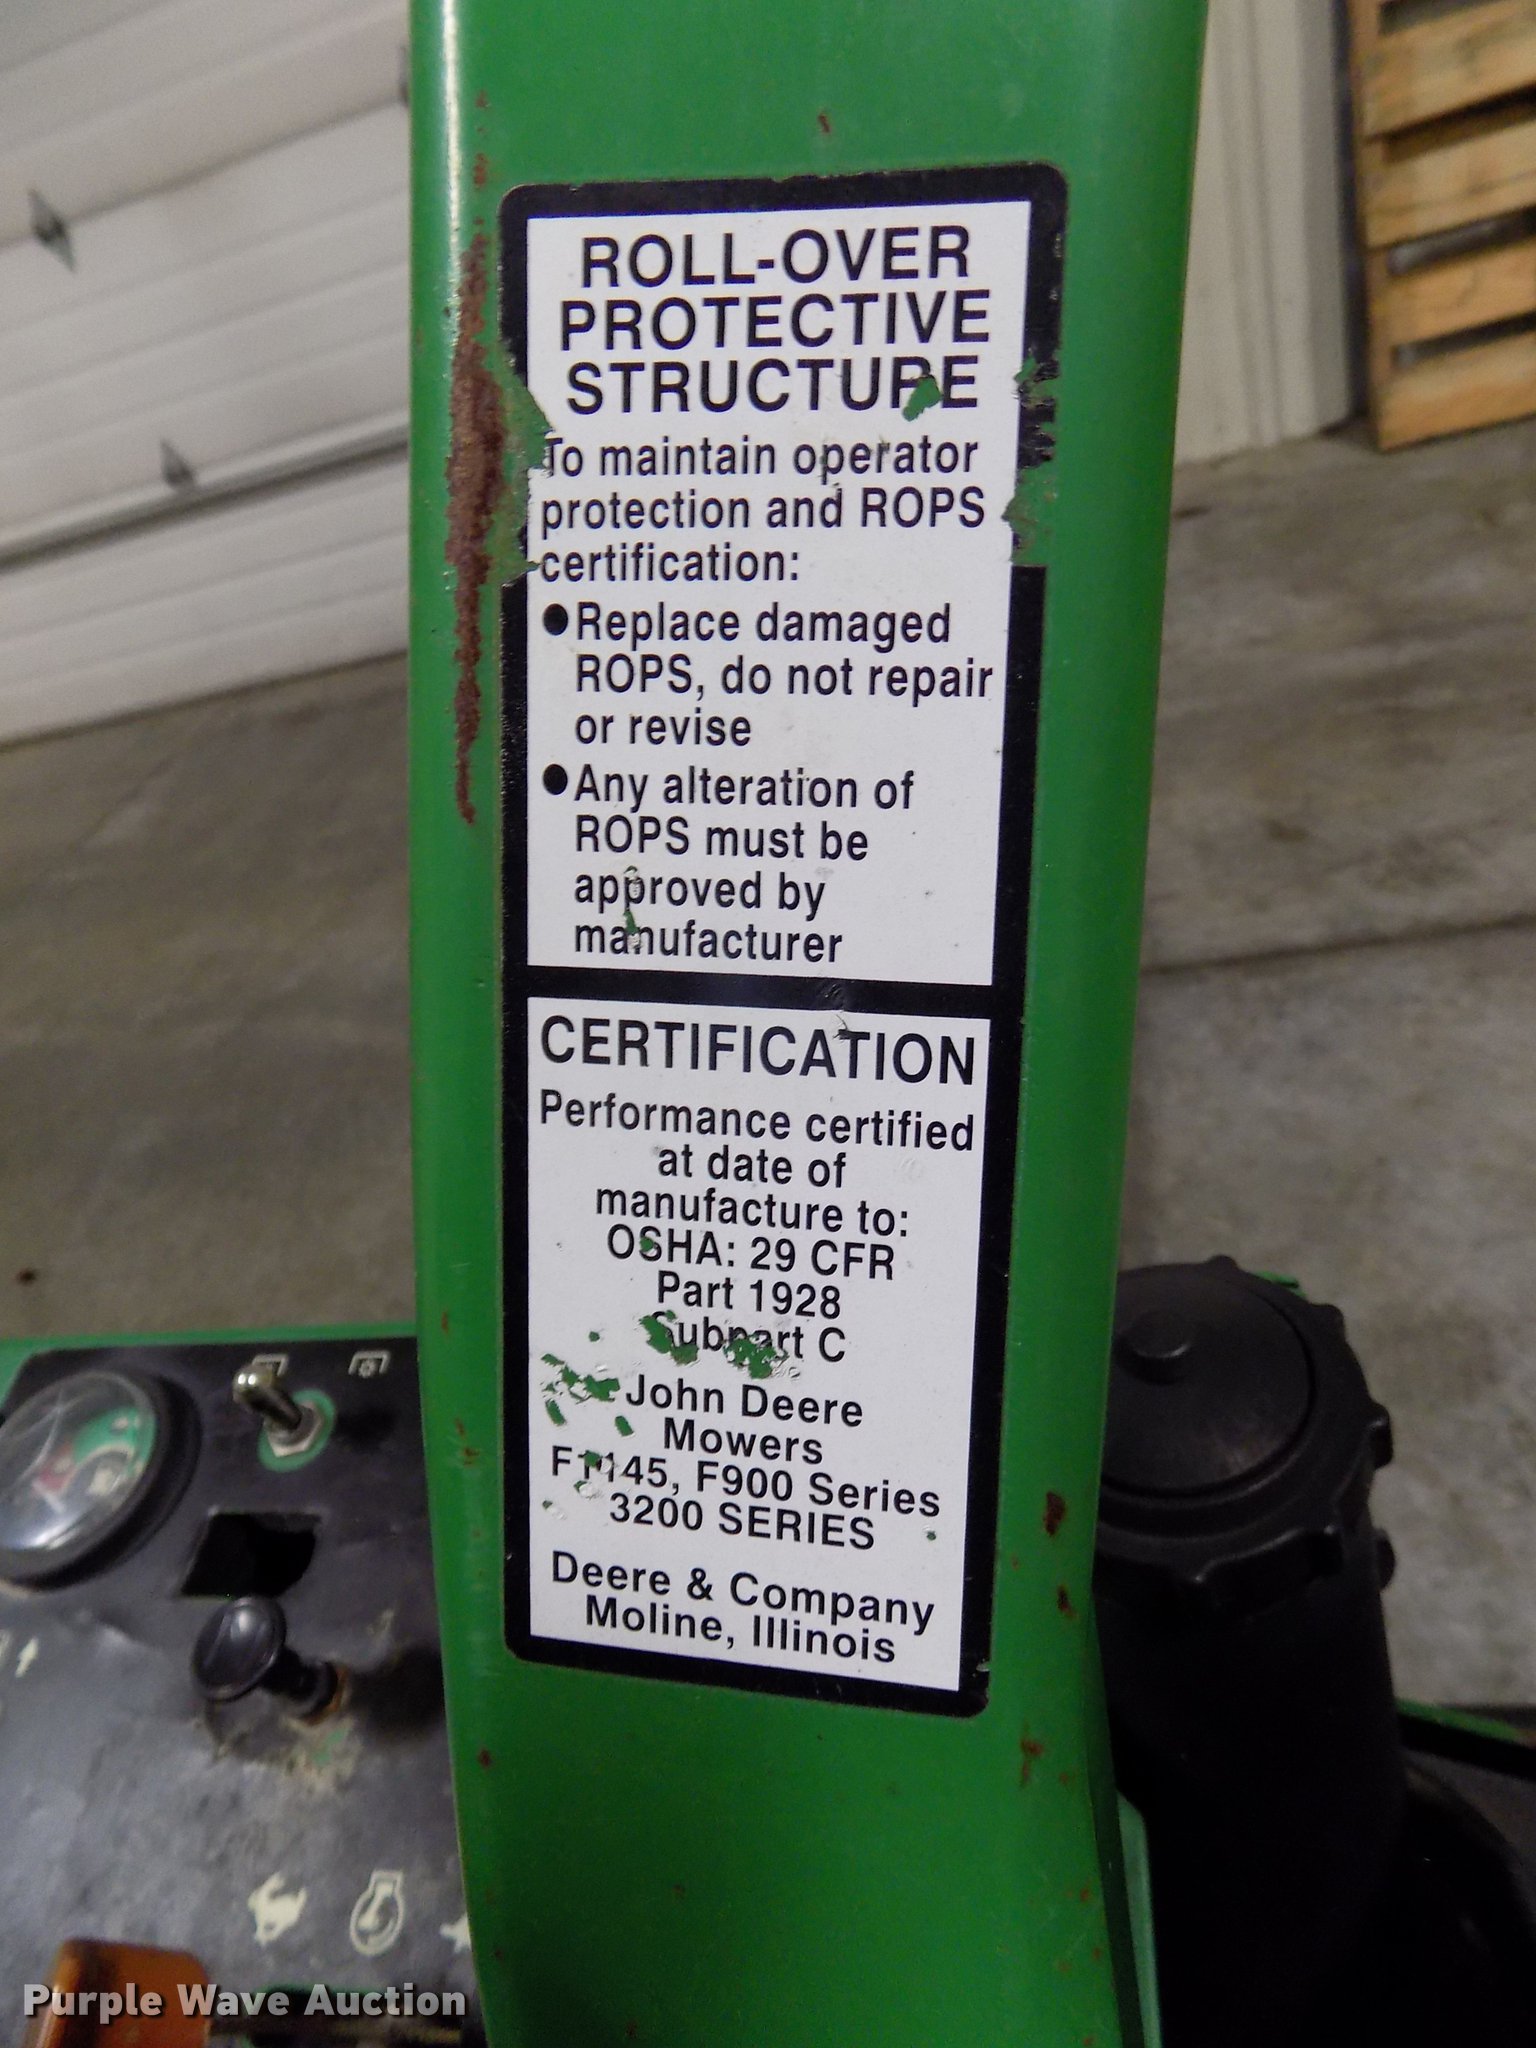 ROLL-OVER
PROTECTIVE
STRUCTURE
To maintain operator
protection and ROPS
certification:
●Replace damaged
ROPS, do not repair
or revise
●Any alteration of
ROPS must be
approved by
manufacturer
CERTIFICATION
Performance certified
at date of
manufacture to:
OSHA: 29 CFR
Part 1928
Subpart C
John Deere
Mowers
F1145, F900 Series
3200 SERIES
Deere & Company
Moline, Illinois
Purple Wave Auction